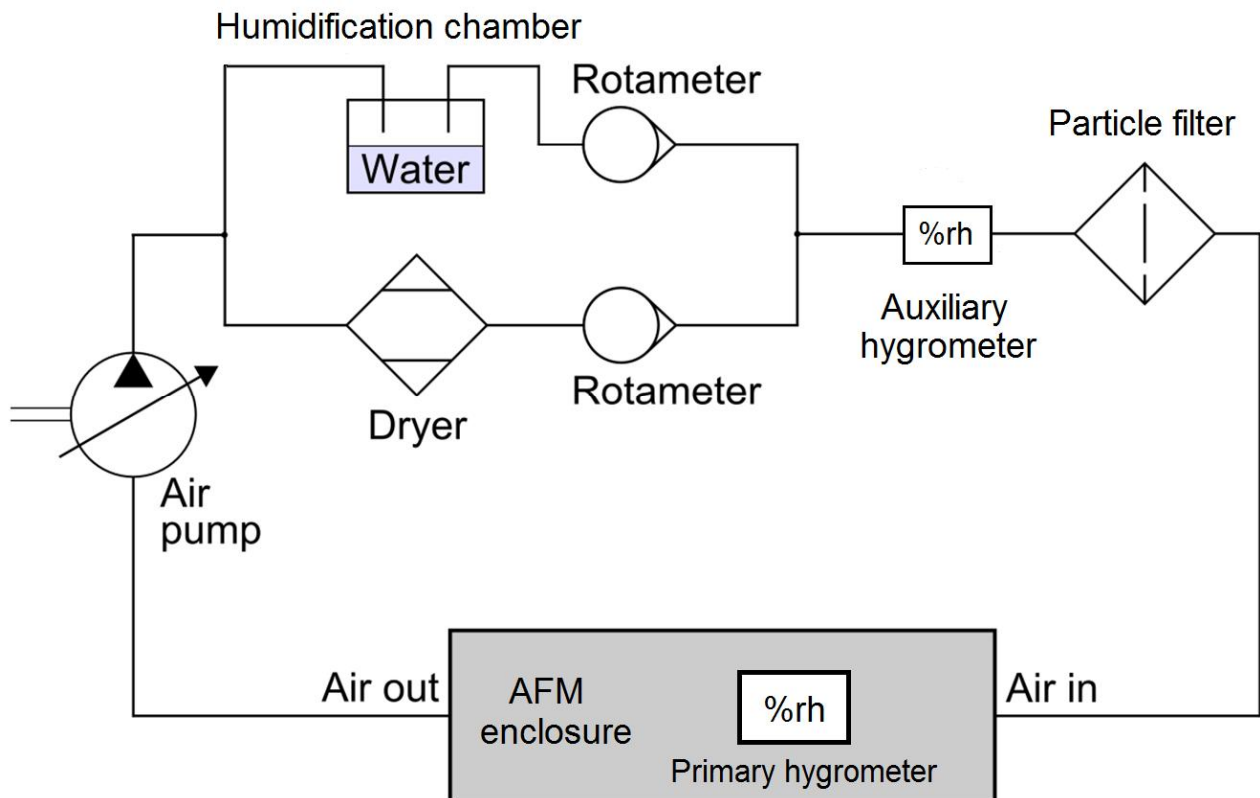 Humidification chamber
Rotameter
Particle filter
Water
%rh
Auxiliary
hygrometer
Rotameter
Dryer
Air
pump
Air out
AFM
enclosure
%rh
Air in
Primary hygrometer